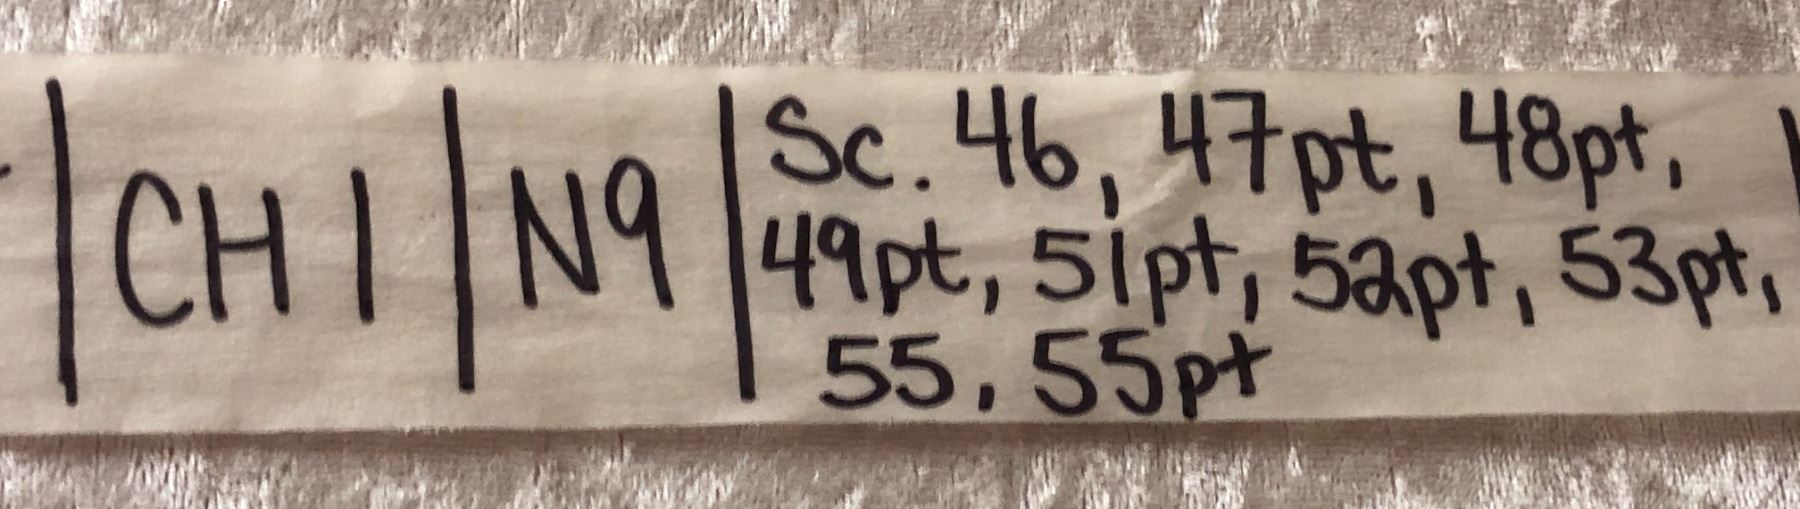 | CH 1 | N9 | Sc. 46, 47pt, 48pt, |
49pt, 51pt, 52pt, 53pt,
55, 55pt